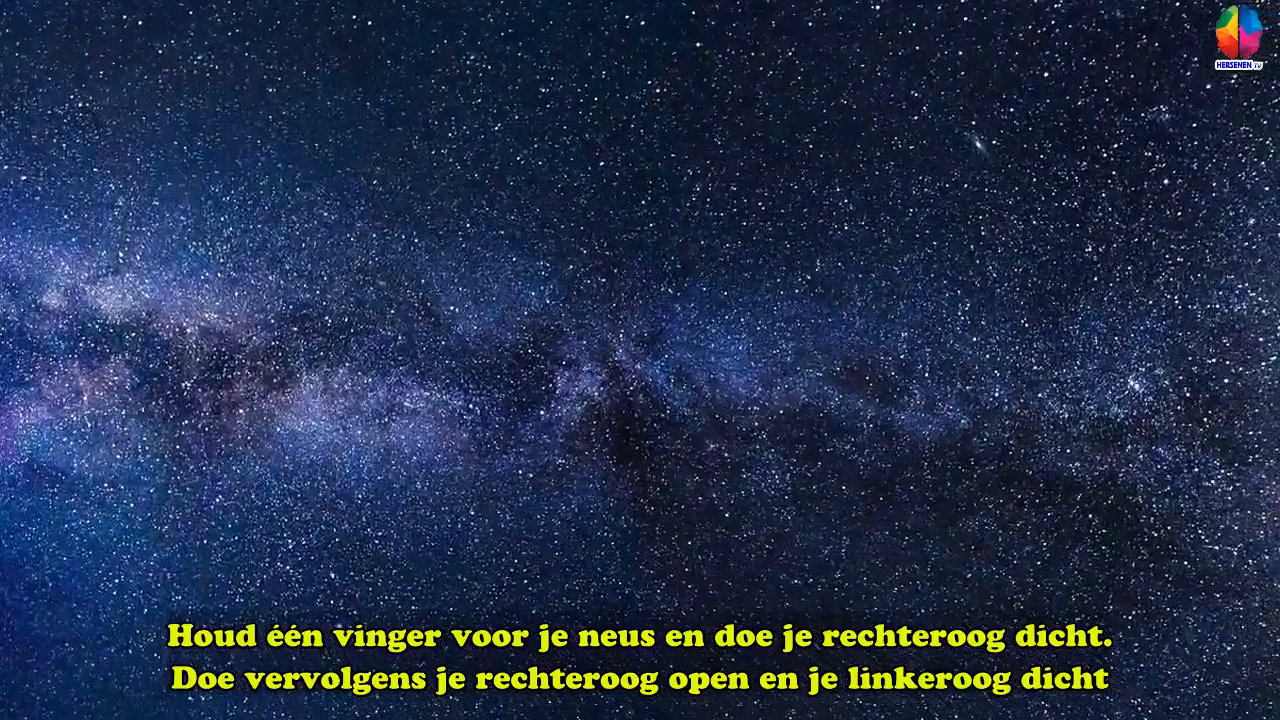 HERSENEN TV
Houd één vinger voor je neus en doe je rechteroog dicht.
Doe vervolgens je rechteroog open en je linkeroog dicht